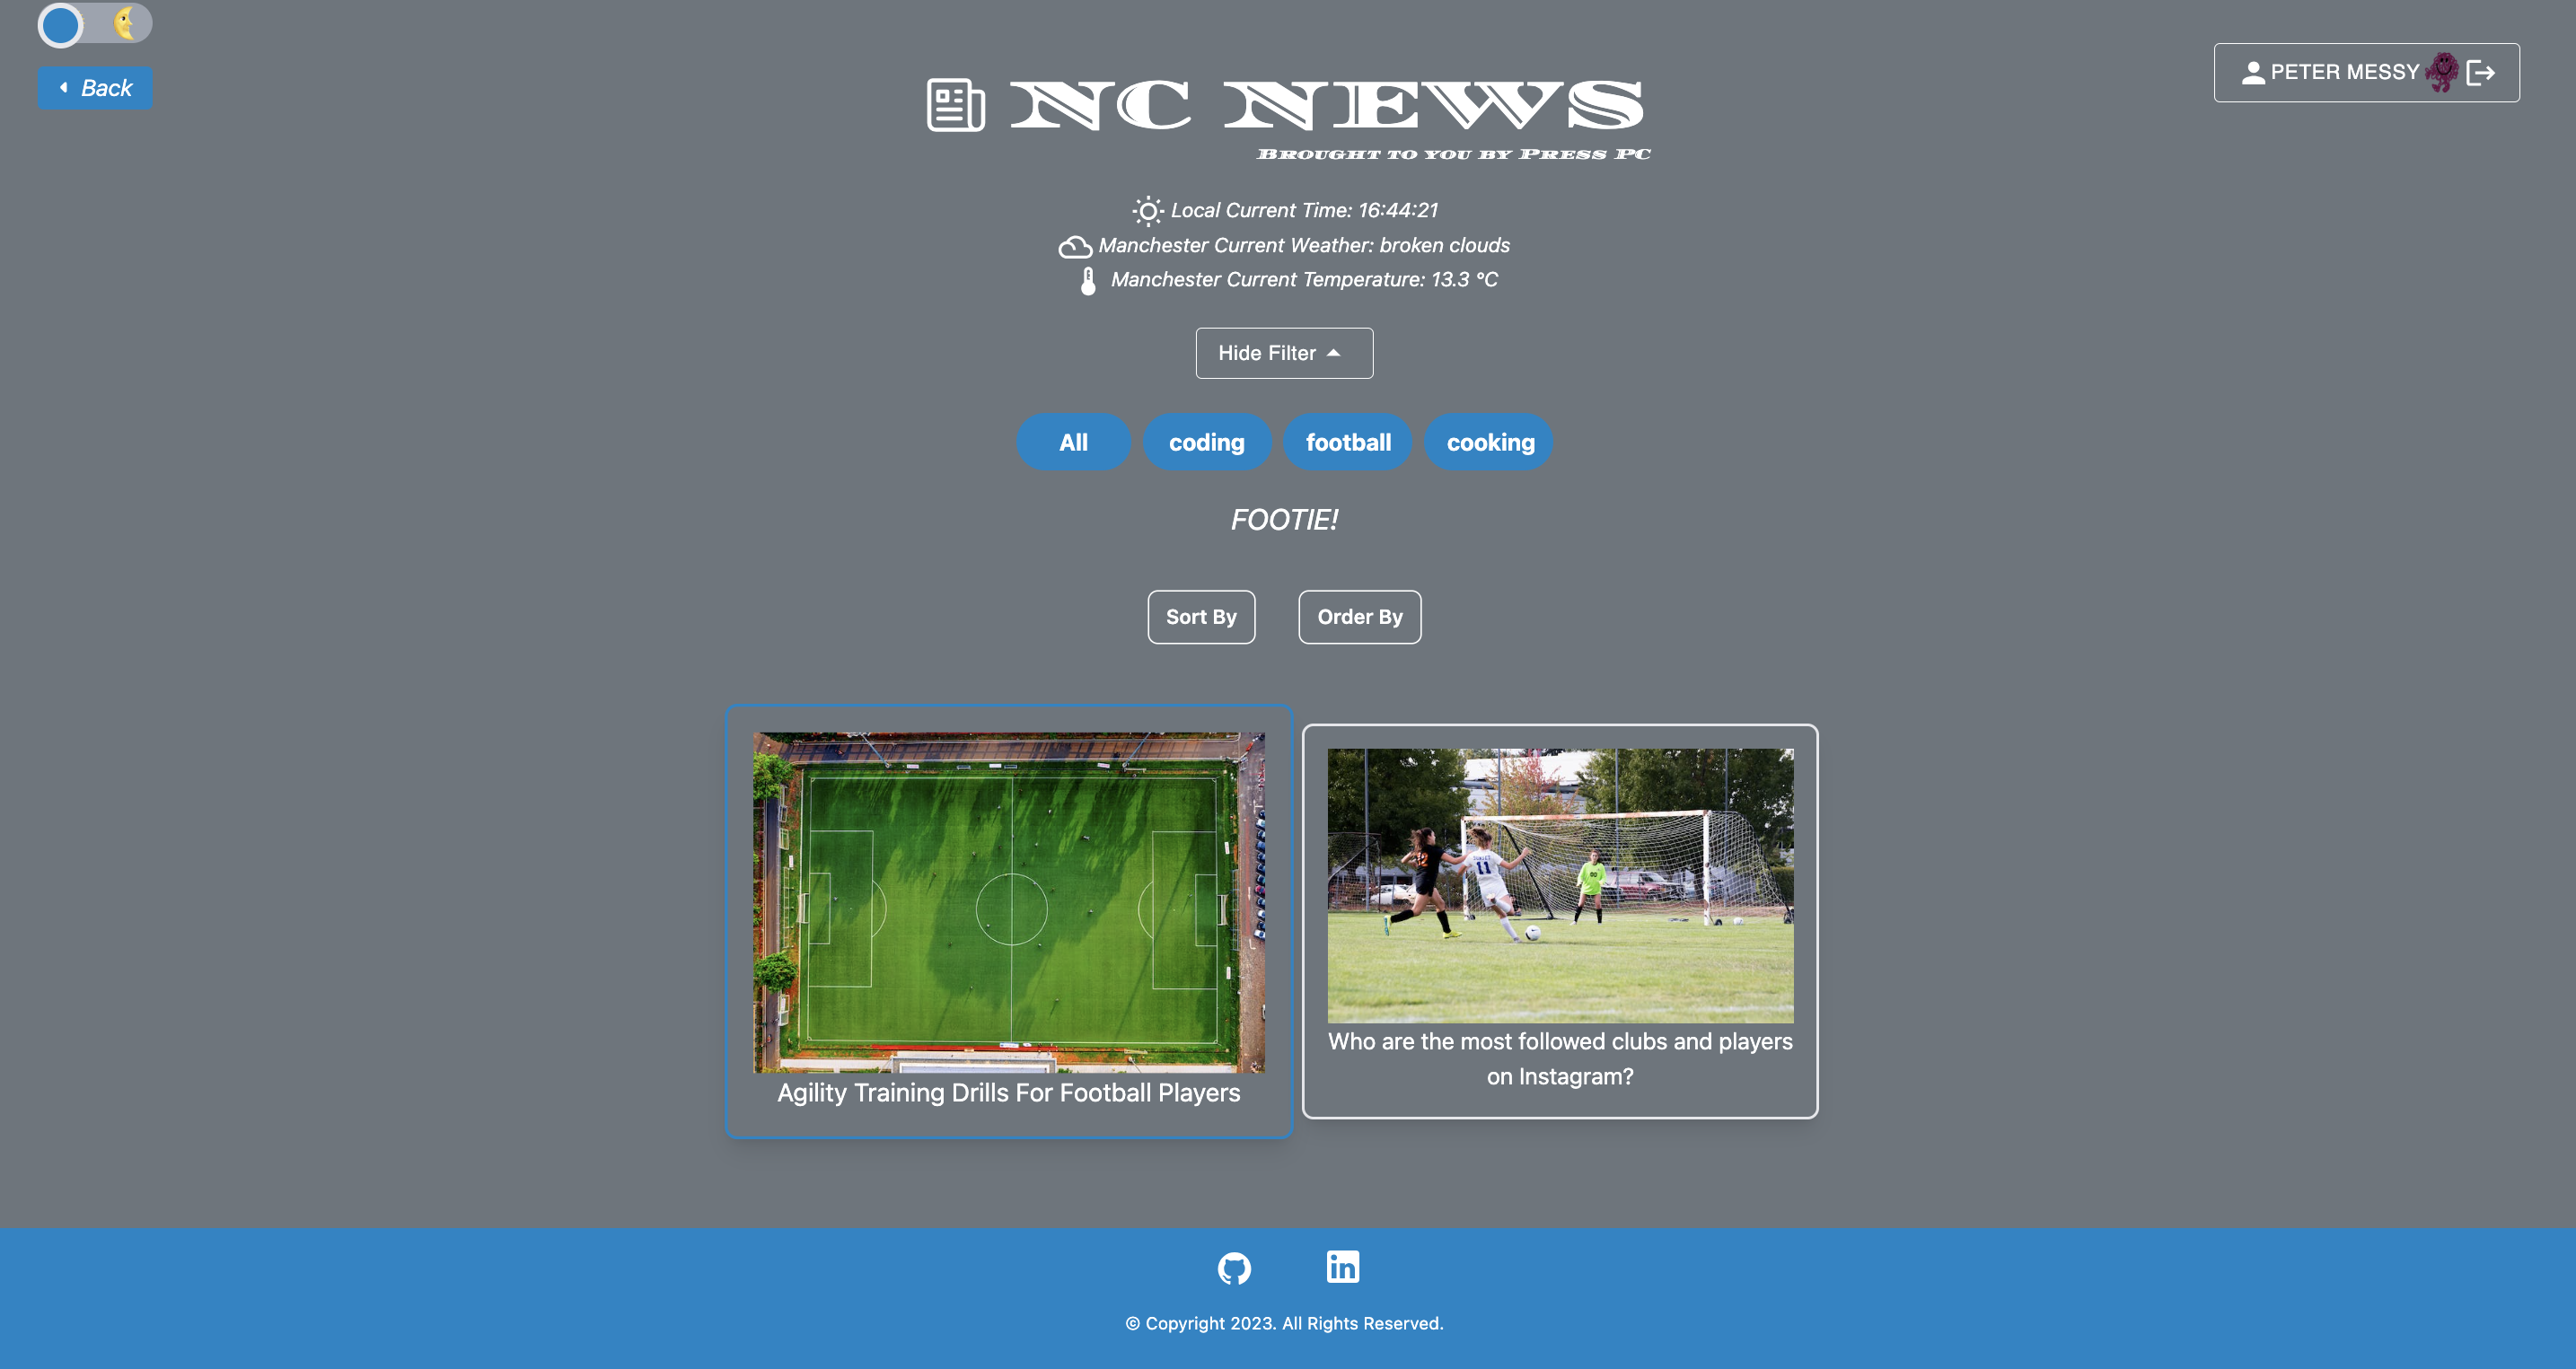 Back
PETER MESSY
NC NEWS
BROUGHT TO YOU BY PRESS PC
Local Current Time: 16:44:21
Manchester Current Weather: broken clouds
Manchester Current Temperature: 13.3 °C
Hide Filter
All
coding
football
cooking
FOOTIE!
Sort By
Order By
11
Agility Training Drills For Football Players
Who are the most followed clubs and players
on Instagram?
in
© Copyright 2023. All Rights Reserved.